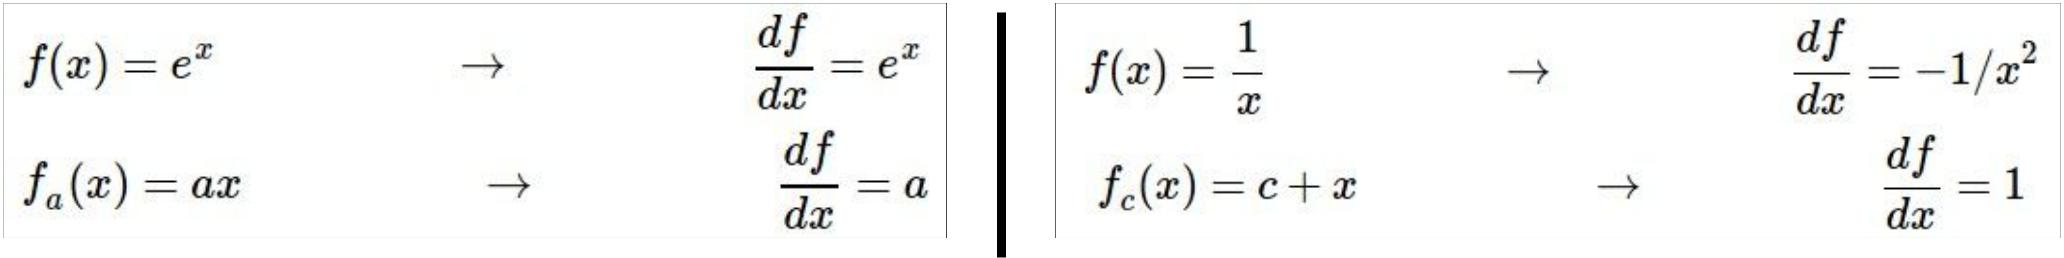 f(x) = e^x → df/dx = e^x
f_a(x) = ax → df/dx = a
f(x) = 1/x → df/dx = −1/x^2
f_c(x) = c + x → df/dx = 1